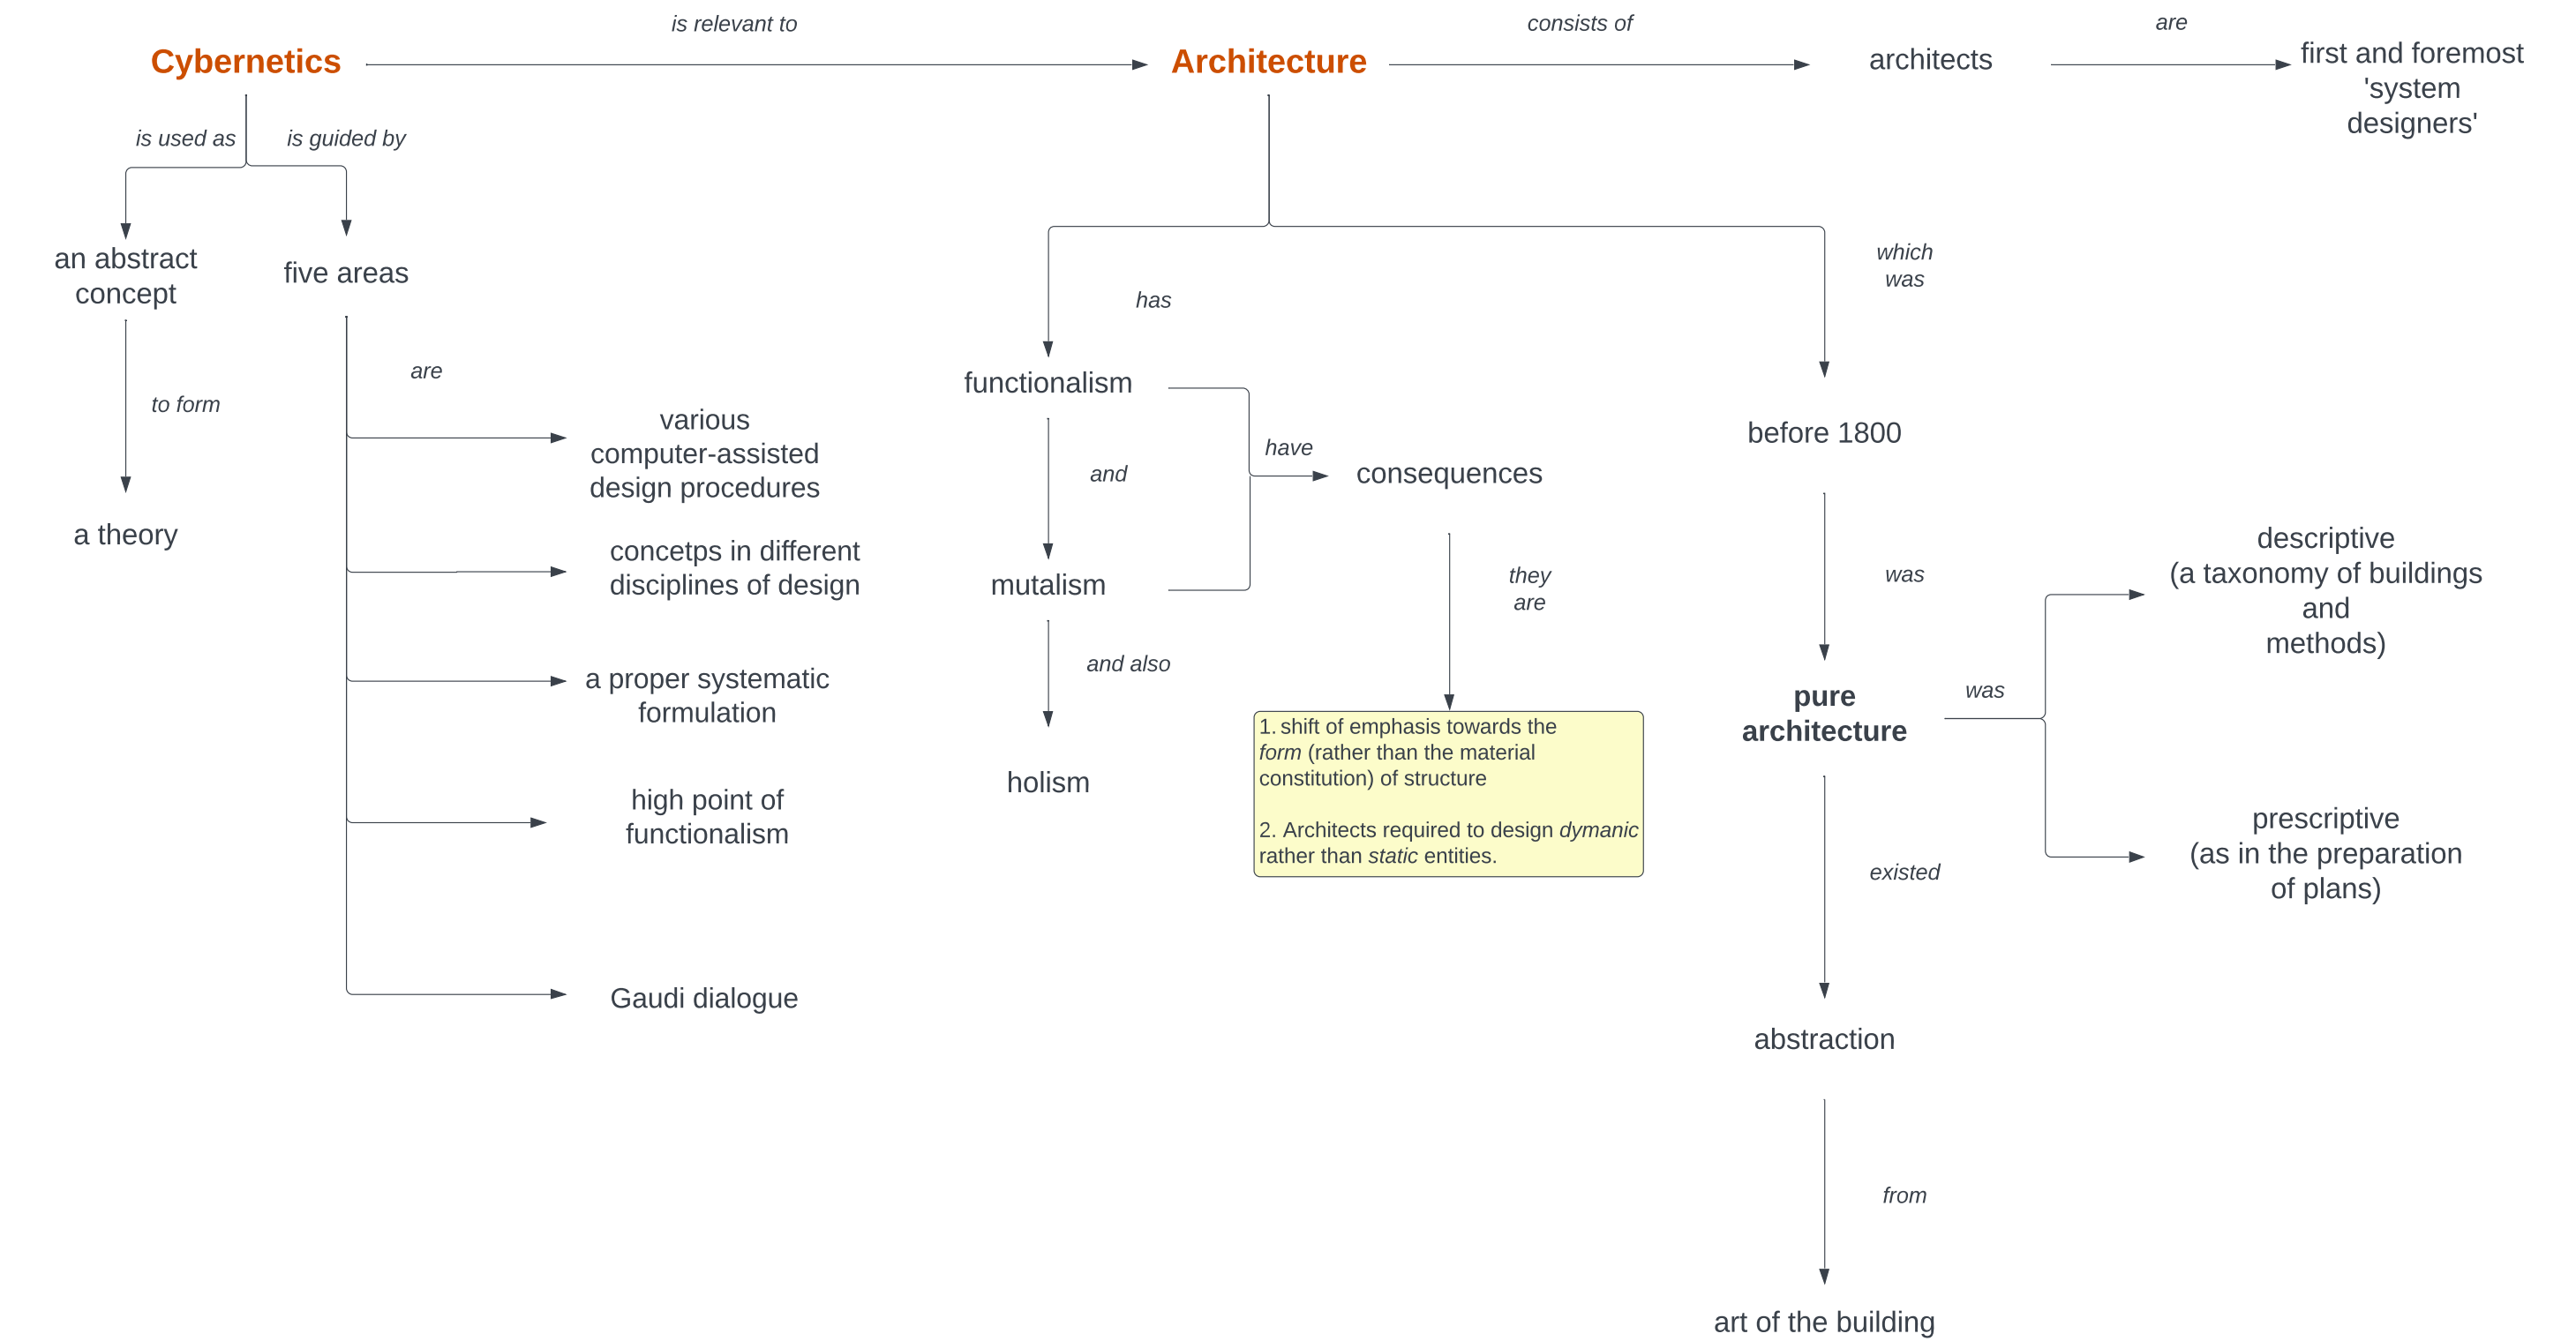 is relevant to
consists of
are
Cybernetics
Architecture
architects
first and foremost
'system
designers'
is used as
is guided by
an abstract
concept
five areas
which
was
has
are
to form
functionalism
before 1800
various
computer-assisted
design procedures
have
and
consequences
a theory
concetps in different
disciplines of design
mutalism
they
are
was
descriptive
(a taxonomy of buildings
and
methods)
and also
a proper systematic
formulation
was
pure
architecture
1. shift of emphasis towards the
form (rather than the material
constitution) of structure
2. Architects required to design dymanic
rather than static entities.
holism
high point of
functionalism
prescriptive
(as in the preparation
of plans)
existed
Gaudi dialogue
abstraction
from
art of the building